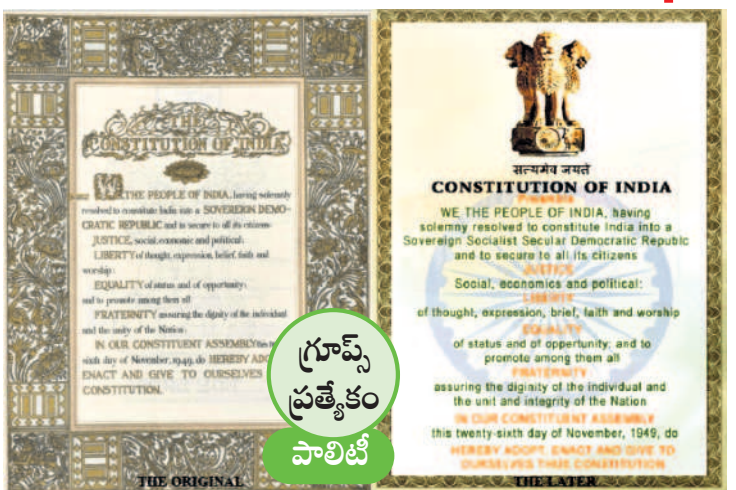 THE
CONSTITUTION OF INDIA
WE, THE PEOPLE OF INDIA, having solemnly
resolved to constitute India into a SOVEREIGN DEMO-
CRATIC REPUBLIC and to secure to all its citizens:
JUSTICE, social, economic and political;
LIBERTY of thought, expression, belief, faith and
worship;
EQUALITY of status and of opportunity;
and to promote among them all
FRATERNITY assuring the dignity of the individual
and the unity of the Nation;
IN OUR CONSTITUENT ASSEMBLY this
sixth day of November, 1949, do HEREBY ADOPT
ENACT AND GIVE TO OURSELVES
CONSTITUTION.
THE ORIGINAL
గ్రూప్స్
ప్రత్యేకం
పాలిటీ
सत्यमेव जयते
CONSTITUTION OF INDIA
Preamble
WE THE PEOPLE OF INDIA, having
solemny resolved to constitute India into a
Sovereign Socialist Secular Democratic Republc
and to secure to all its citizens
JUSTICE
Social, economics and political:
LIBERTE
of thought, expression, brief, faith and worship
EQUALITY
of status and of opportunity; and to
promote among them all
FRATERNITY
assuring the diginity of the individual and
the unit and integrity of the Nation
IN OUR CONSTITUENT ASSEMBLY
this twenty-sixth day of November, 1949, do
HEREBY ADOPT, ENACT AND GIVE TO
OURSELVES THUE CONSTITUTION
THE LATER